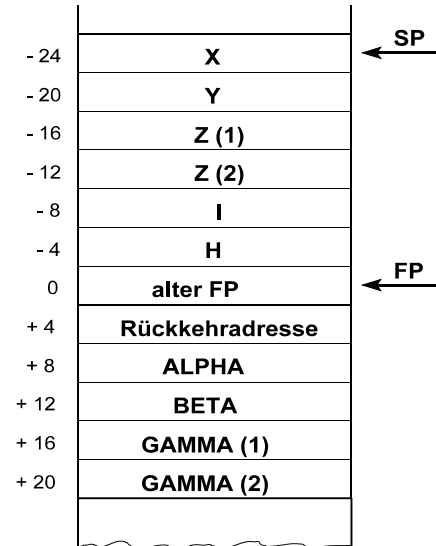 SP
- 24 X
- 20 Y
- 16 Z (1)
- 12 Z (2)
- 8 I
- 4 H
FP
0 alter FP
+ 4 Rückkehradresse
+ 8 ALPHA
+ 12 BETA
+ 16 GAMMA (1)
+ 20 GAMMA (2)